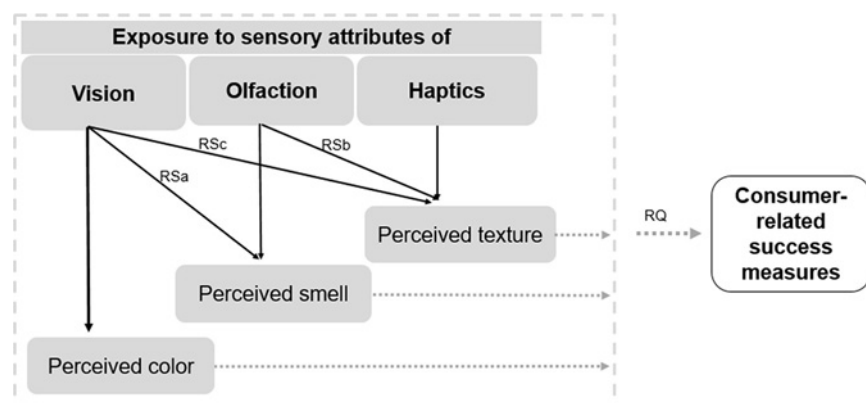 Exposure to sensory attributes of
Vision
Olfaction
Haptics
RSc
RSb
RSa
Perceived texture
RQ
Consumer-
related
success
measures
Perceived smell
Perceived color